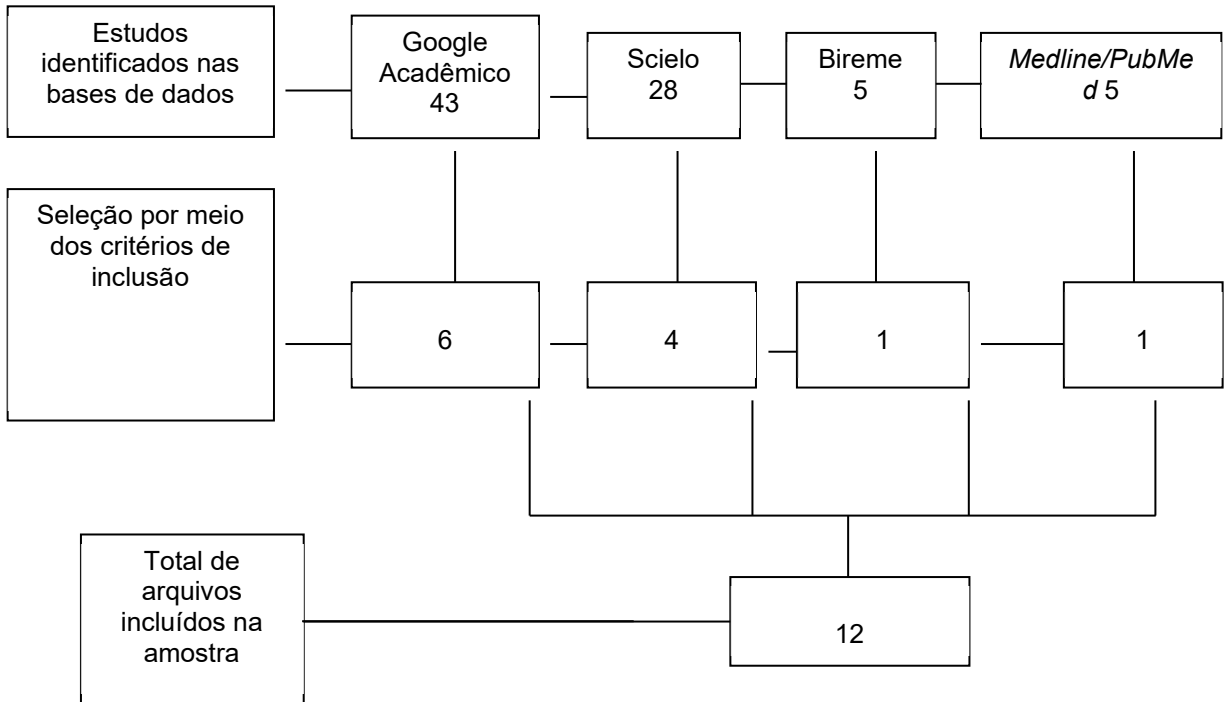 Estudos
identificados nas
bases de dados
Google
Acadêmico
43
Scielo
28
Bireme
5
Medline/PubMe
d 5
Seleção por meio
dos critérios de
inclusão
6
4
1
1
Total de
arquivos
incluídos na
amostra
12